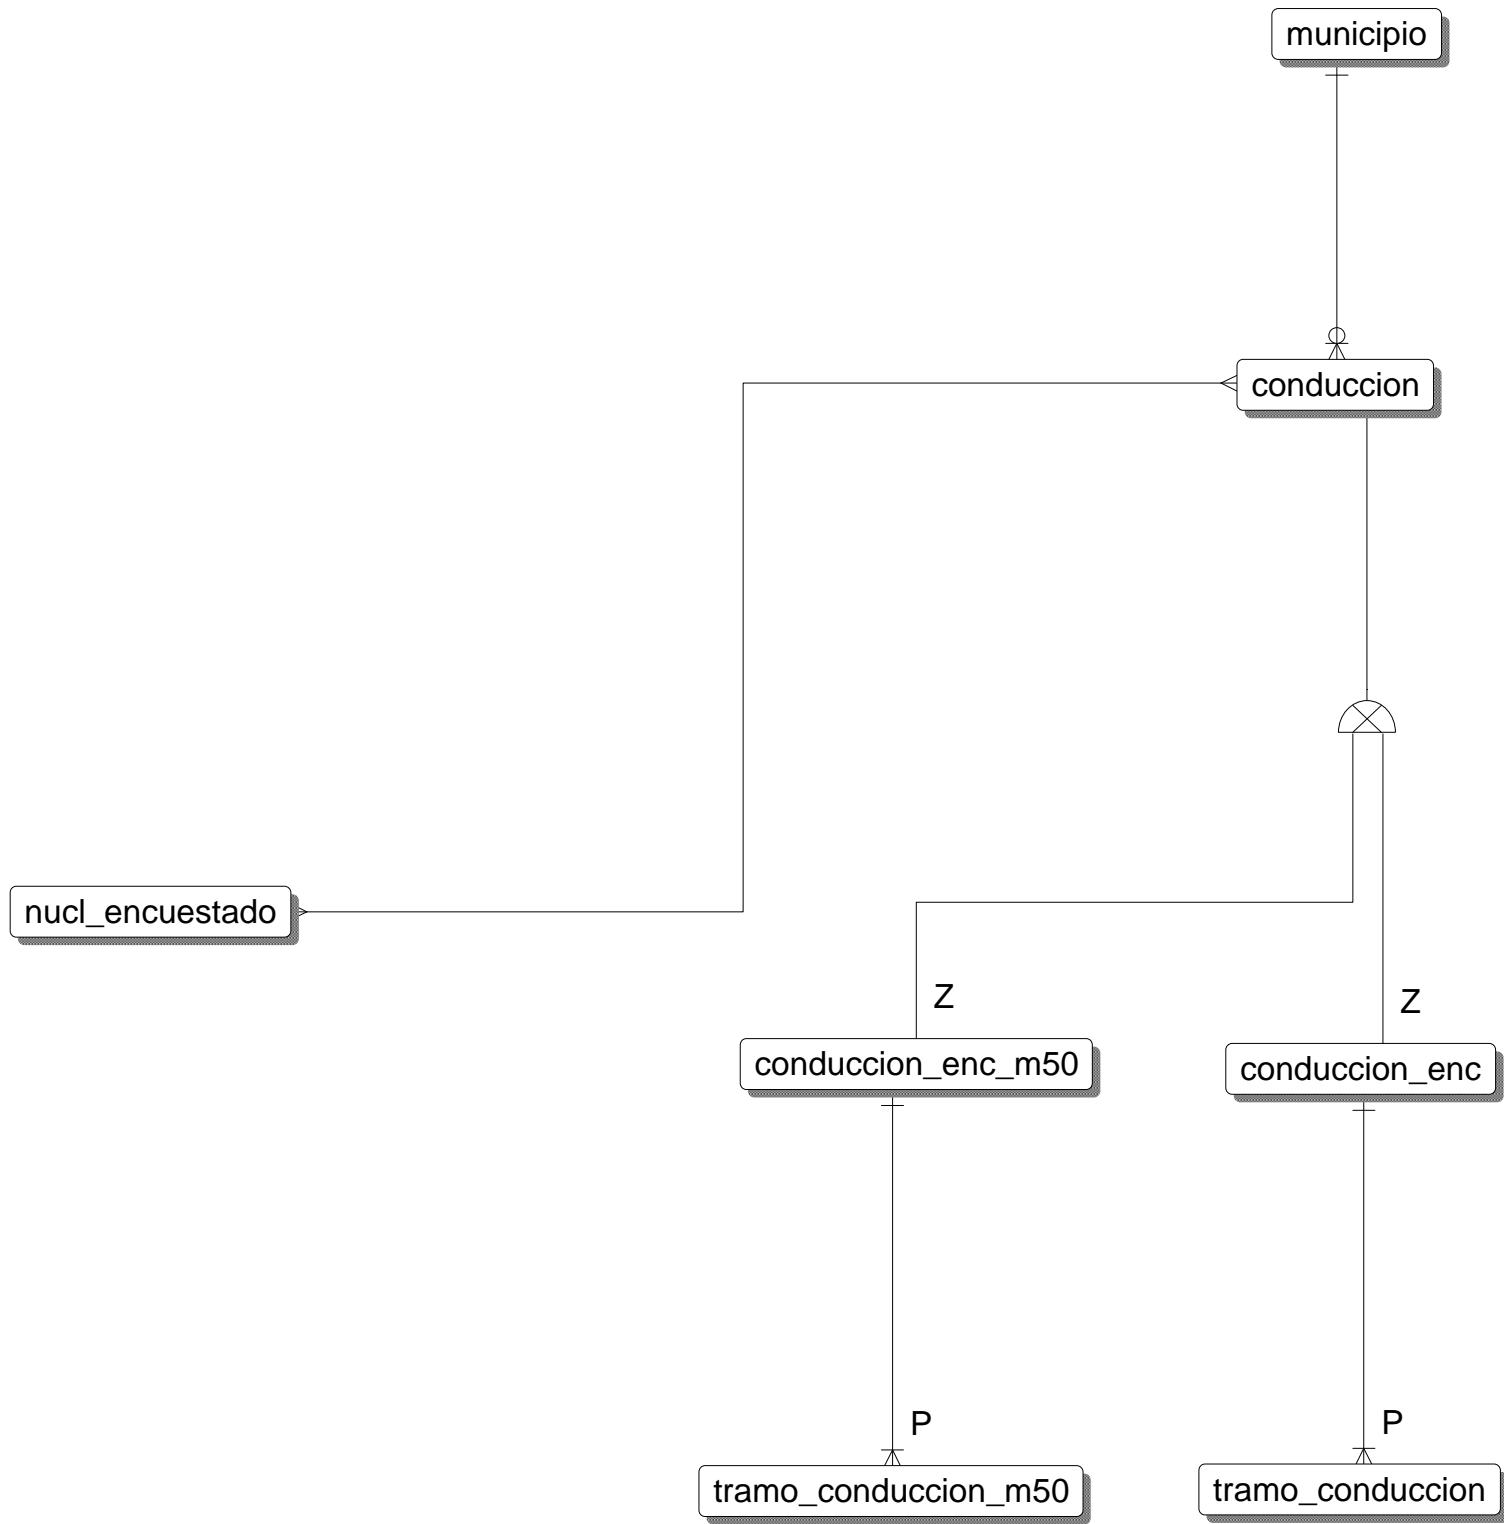 municipio
conduccion
nucl_encuestado
Z
Z
conduccion_enc_m50
conduccion_enc
P
P
tramo_conduccion_m50
tramo_conduccion